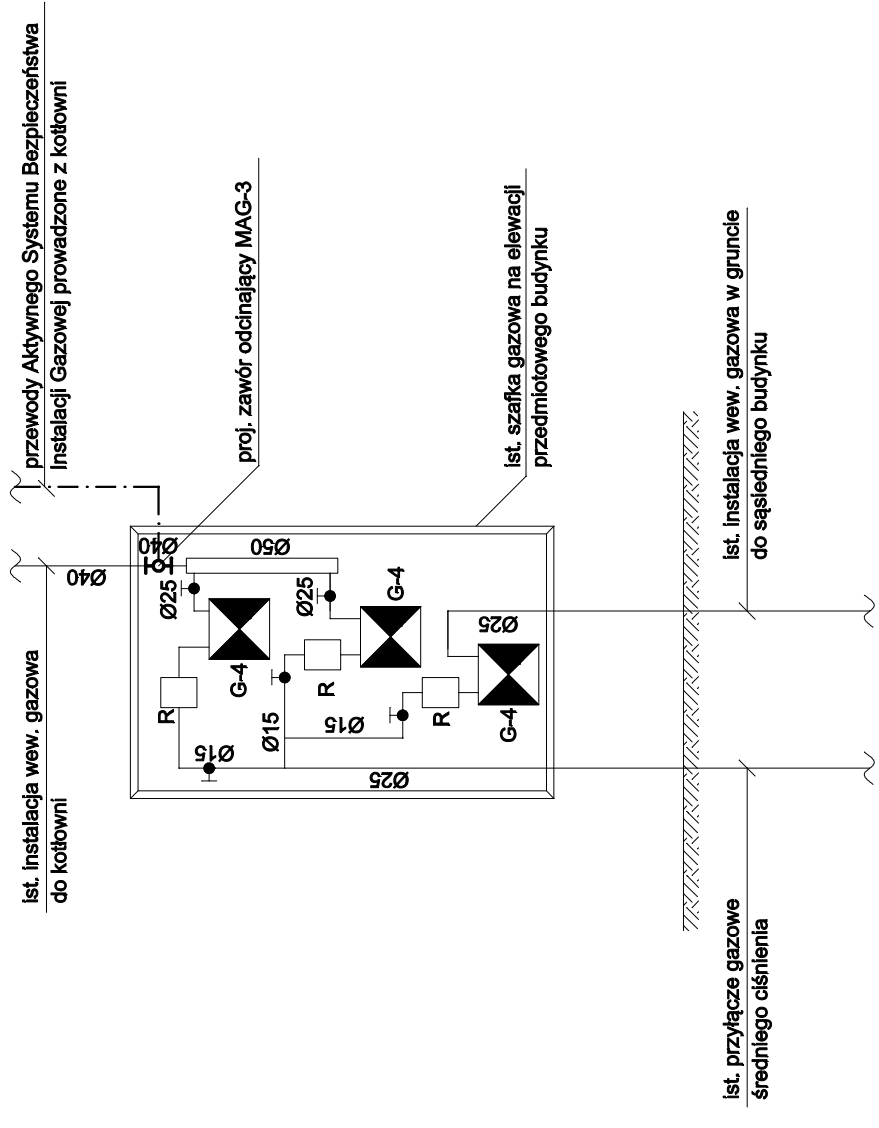 przewody Aktywnego Systemu Bezpieczeństwa
Instalacji Gazowej prowadzone z kotłowni
proj. zawór odcinający MAG-3
ist. szafka gazowa na elewacji
przedmiotowego budynku
ist. instalacja wew. gazowa w gruncie
do sąsiedniego budynku
ist. instalacja wew. gazowa
do kotłowni
ist. przyłącze gazowe
średniego ciśnienia
Ø40
Ø40
Ø50
Ø25
Ø25
G-4
G-4
G-4
R
R
R
Ø15
Ø15
Ø15
Ø25
Ø25